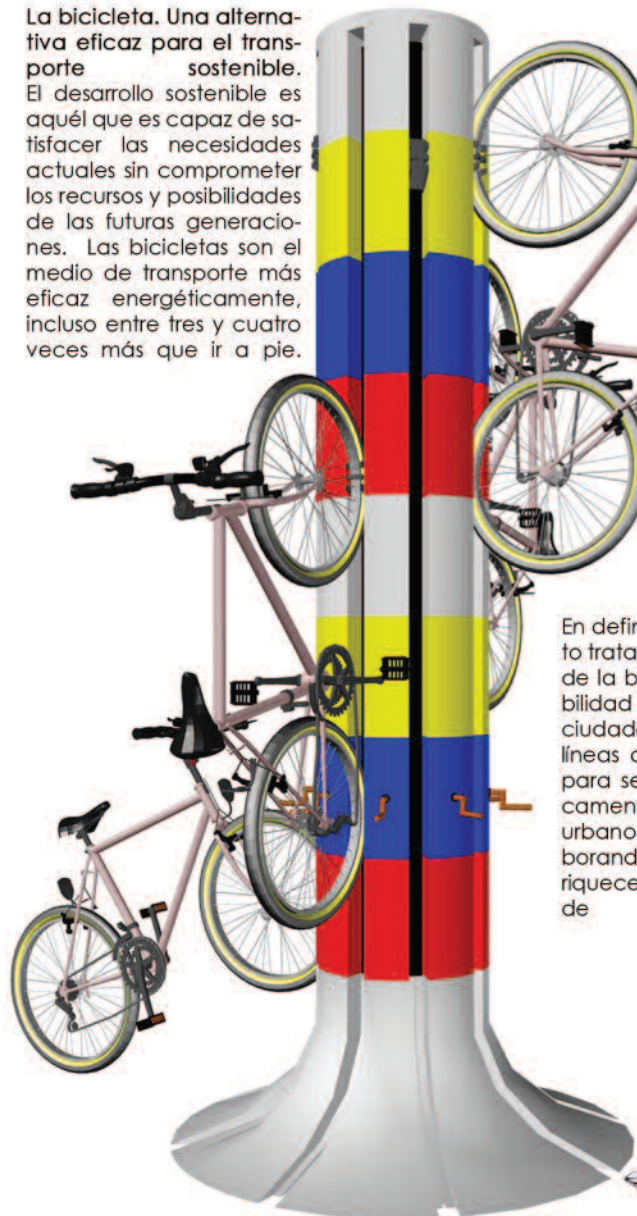 La bicicleta. Una alterna-
tiva eficaz para el trans-
porte sostenible.
El desarrollo sostenible es
aquél que es capaz de sa-
tisfacer las necesidades
actuales sin comprometer
los recursos y posibilidades
de las futuras generacio-
nes. Las bicicletas son el
medio de transporte más
eficaz energéticamente,
incluso entre tres y cuatro
veces más que ir a pie.
En defin
to trata
de la b
bilidad
ciudad
líneas c
para se
camen
urbano
borand
riquece
de